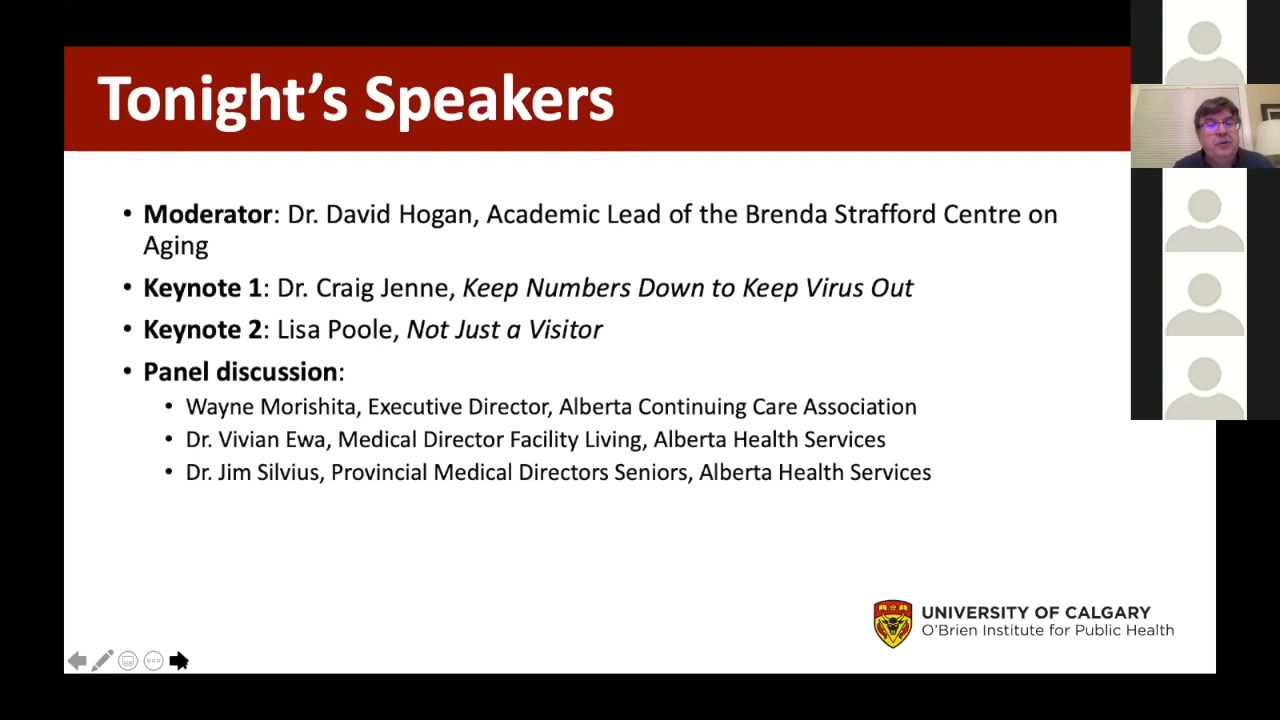 Tonight’s Speakers
• Moderator: Dr. David Hogan, Academic Lead of the Brenda Strafford Centre on
Aging
• Keynote 1: Dr. Craig Jenne, Keep Numbers Down to Keep Virus Out
• Keynote 2: Lisa Poole, Not Just a Visitor
• Panel discussion:
• Wayne Morishita, Executive Director, Alberta Continuing Care Association
• Dr. Vivian Ewa, Medical Director Facility Living, Alberta Health Services
• Dr. Jim Silvius, Provincial Medical Directors Seniors, Alberta Health Services
UNIVERSITY OF CALGARY
O’Brien Institute for Public Health